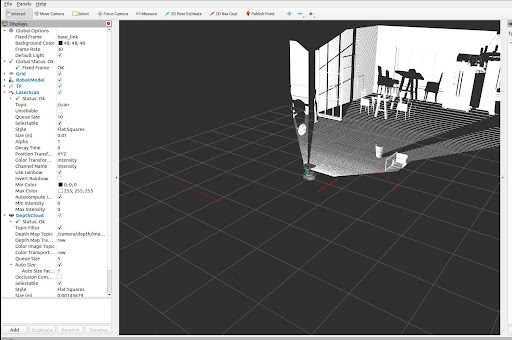 File Panels Help
Interact Move Camera Select Focus Camera Measure 2D Pose Estimate 2D Nav Goal Publish Point
Displays
Global Options
Fixed Frame base_link
Background Color 48; 48; 48
Frame Rate 30
Default Light
Global Status: Ok
Fixed Frame OK
Grid
RobotModel
TF
LaserScan
Status: Ok
Topic /scan
Unreliable
Queue Size 10
Selectable
Style Flat Squares
Size (m) 0.01
Alpha 1
Decay Time 0
Position Transf... XYZ
Color Transfor... Intensity
Channel Name intensity
Use rainbow
Invert Rainbow
Min Color 0; 0; 0
Max Color 255; 255; 255
Autocompute I...
Min Intensity 0
Max Intensity 0
DepthCloud
Status: Ok
Topic Filter
Depth Map Topic /camera/depth/ima...
Depth Map Tra... raw
Color Image Topic
Color Transport... raw
Queue Size 5
Auto Size
Auto Size Fac... 1
Occlusion Com...
Selectable
Style Flat Squares
Size (m) 0.00143679
Add Duplicate Remove Rename